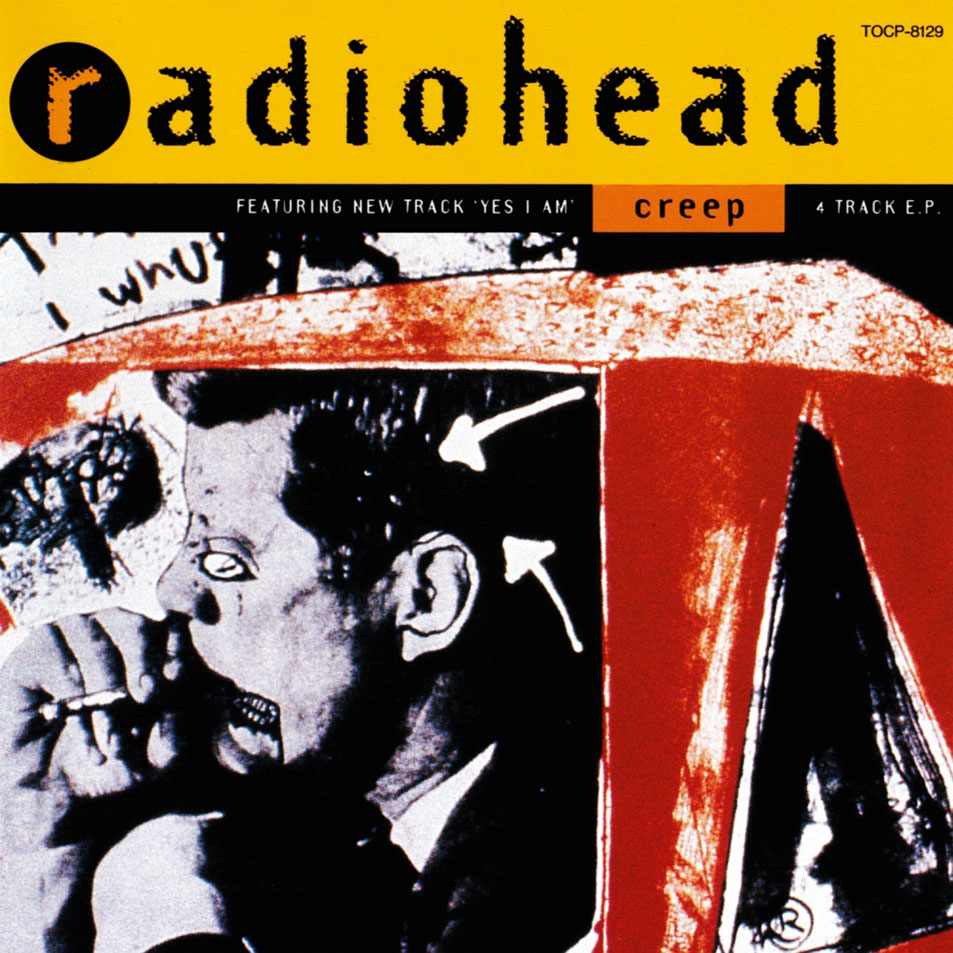 TOCP-8129
radiohead
FEATURING NEW TRACK 'YES I AM' creep 4 TRACK E.P.
I
R